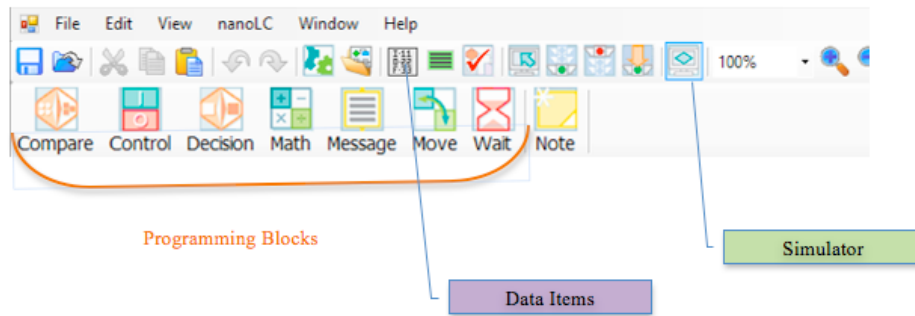 File Edit View nanoLC Window Help
100%
Compare Control Decision Math Message Move Wait Note
Programming Blocks
Simulator
Data Items